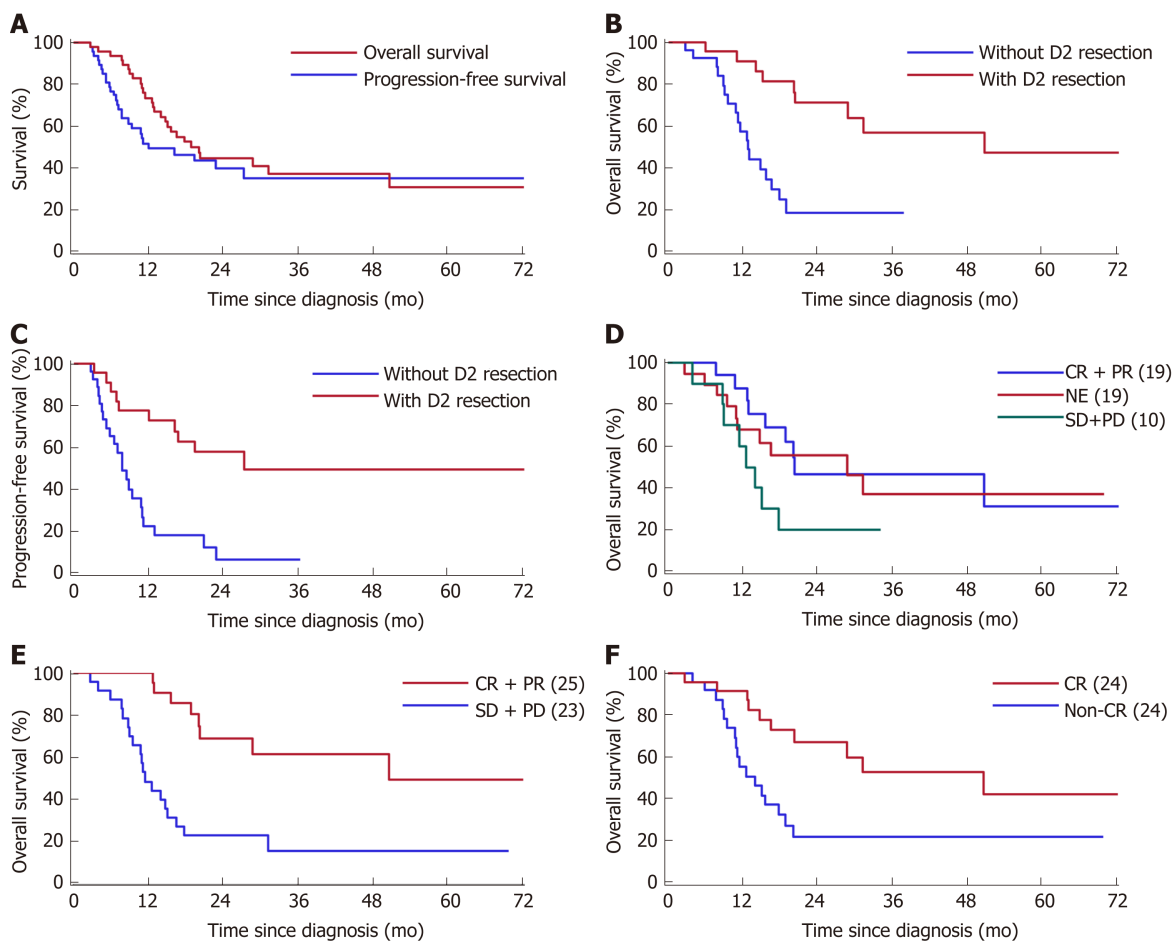 A
Survival (%)
100
80
60
40
20
0
0 12 24 36 48 60 72
Time since diagnosis (mo)
Overall survival
Progression-free survival
B
Overall survival (%)
100
80
60
40
20
0
0 12 24 36 48 60 72
Time since diagnosis (mo)
Without D2 resection
With D2 resection
C
Progression-free survival (%)
100
80
60
40
20
0
0 12 24 36 48 60 72
Time since diagnosis (mo)
Without D2 resection
With D2 resection
D
Overall survival (%)
100
80
60
40
20
0
0 12 24 36 48 60 72
Time since diagnosis (mo)
CR + PR (19)
NE (19)
SD+PD (10)
E
Overall survival (%)
100
80
60
40
20
0
0 12 24 36 48 60 72
Time since diagnosis (mo)
CR + PR (25)
SD + PD (23)
F
Overall survival (%)
100
80
60
40
20
0
0 12 24 36 48 60 72
Time since diagnosis (mo)
CR (24)
Non-CR (24)